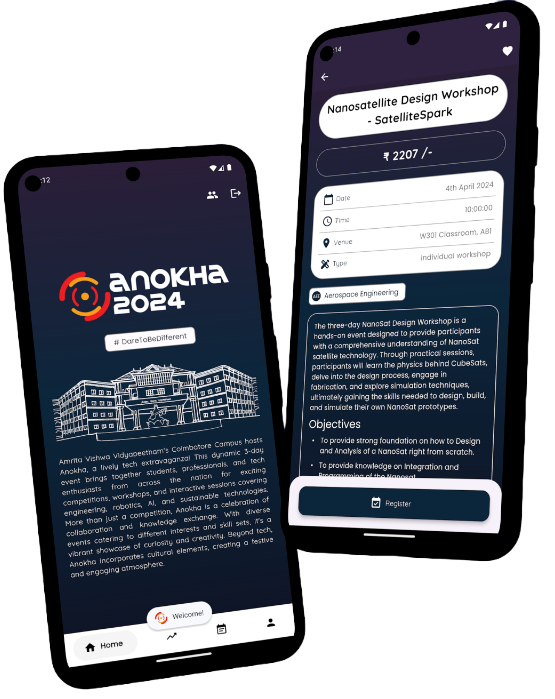 :12
ANOKHA
2024
# DareToBeDifferent
Amrita Vishwa Vidyapeetham's Coimbatore Campus hosts
Anokha, a lively tech extravaganza! This dynamic 3-day
event brings together students, professionals, and tech
enthusiasts from across the nation for exciting
competitions, workshops, and interactive sessions covering
engineering, robotics, AI, and sustainable technologies.
More than just a competition, Anokha is a celebration of
collaboration and knowledge exchange. With diverse
events catering to different interests and skill sets, it's a
vibrant showcase of curiosity and creativity. Beyond tech,
Anokha incorporates cultural elements, creating a festive
and engaging atmosphere.
Welcome!
Home
:14
Nanosatellite Design Workshop
- SatelliteSpark
₹ 2207 /-
Date 4th April 2024
Time 10:00:00
Venue W301 Classroom, AB1
Type Individual workshop
Aerospace Engineering
The three-day NanoSat Design Workshop is a
hands-on event designed to provide participants
with a comprehensive understanding of NanoSat
satellite technology. Through practical sessions,
participants will learn the physics behind CubeSats,
delve into the design process, engage in
fabrication, and explore simulation techniques,
ultimately gaining the skills needed to design, build,
and simulate their own NanoSat prototypes.
Objectives
• To provide strong foundation on how to Design
and Analysis of a NanoSat right from scratch.
• To provide knowledge on Integration and
Programming of the Nanosat
Register